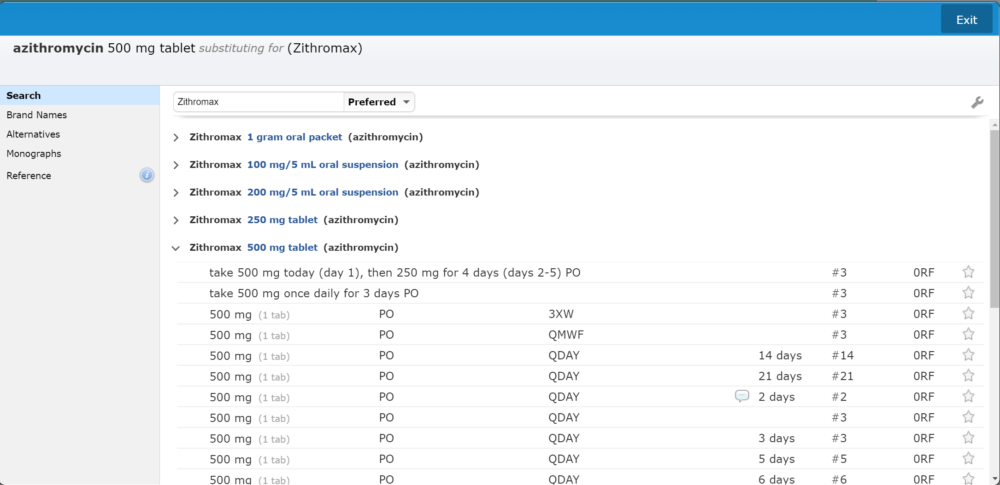 Exit
azithromycin 500 mg tablet substituting for (Zithromax)
Search
Brand Names
Alternatives
Monographs
Reference
Zithromax Preferred
Zithromax 1 gram oral packet (azithromycin)
Zithromax 100 mg/5 mL oral suspension (azithromycin)
Zithromax 200 mg/5 mL oral suspension (azithromycin)
Zithromax 250 mg tablet (azithromycin)
Zithromax 500 mg tablet (azithromycin)
take 500 mg today (day 1), then 250 mg for 4 days (days 2-5) PO #3 0RF
take 500 mg once daily for 3 days PO #3 0RF
500 mg (1 tab) PO 3XW #3 0RF
500 mg (1 tab) PO QMWF #3 0RF
500 mg (1 tab) PO QDAY 14 days #14 0RF
500 mg (1 tab) PO QDAY 21 days #21 0RF
500 mg (1 tab) PO QDAY 2 days #2 0RF
500 mg (1 tab) PO QDAY #3 0RF
500 mg (1 tab) PO QDAY 3 days #3 0RF
500 mg (1 tab) PO QDAY 5 days #5 0RF
500 mg (1 tab) PO QDAY 6 days #6 0RF